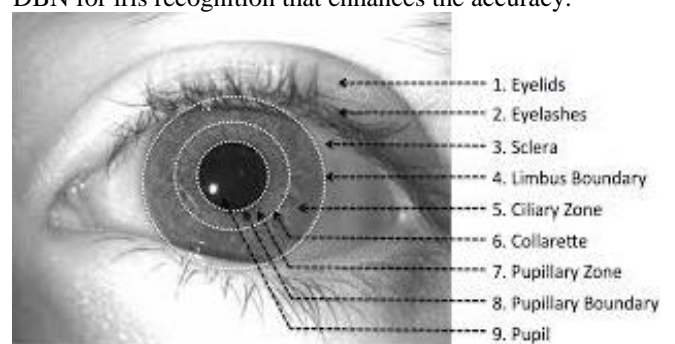 DBN for iris recognition that enhances the accuracy.
1. Eyelids
2. Eyelashes
3. Sclera
4. Limbus Boundary
5. Ciliary Zone
6. Collarette
7. Pupillary Zone
8. Pupillary Boundary
9. Pupil